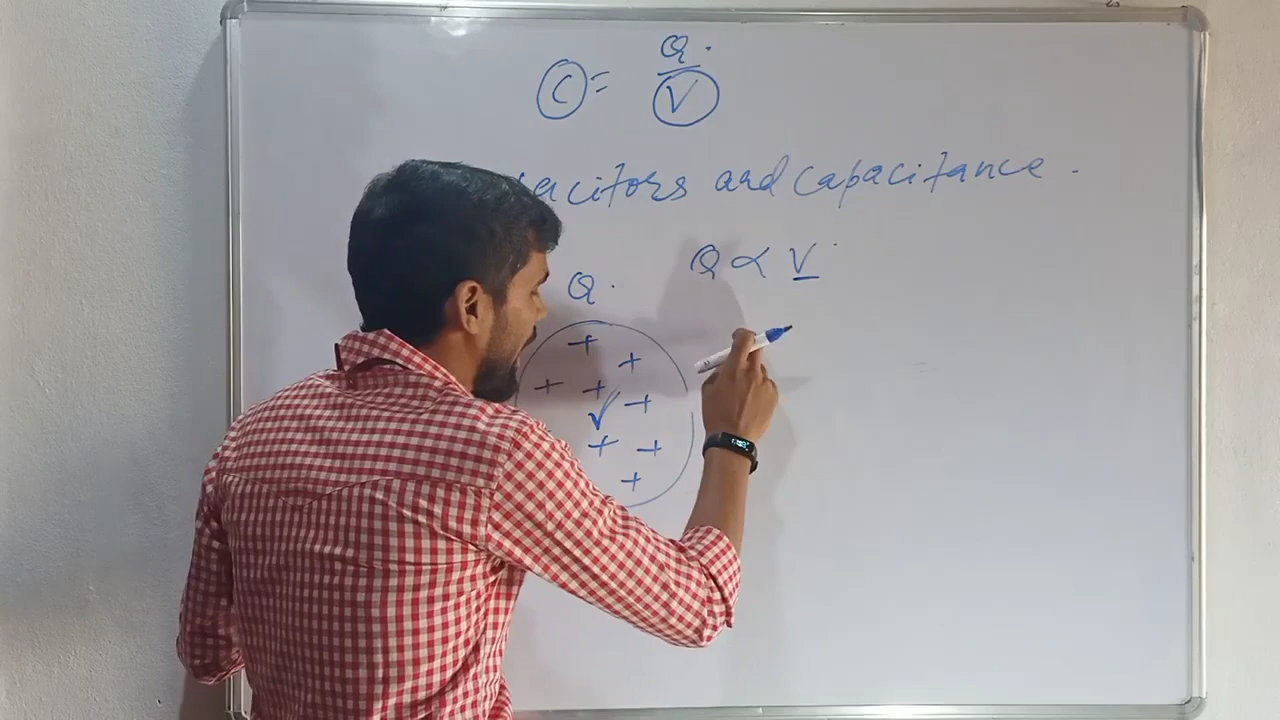 C = Q / V
acitors and capacitance.
Q ∝ V
Q
+ +
+ + +
V
+ +
+